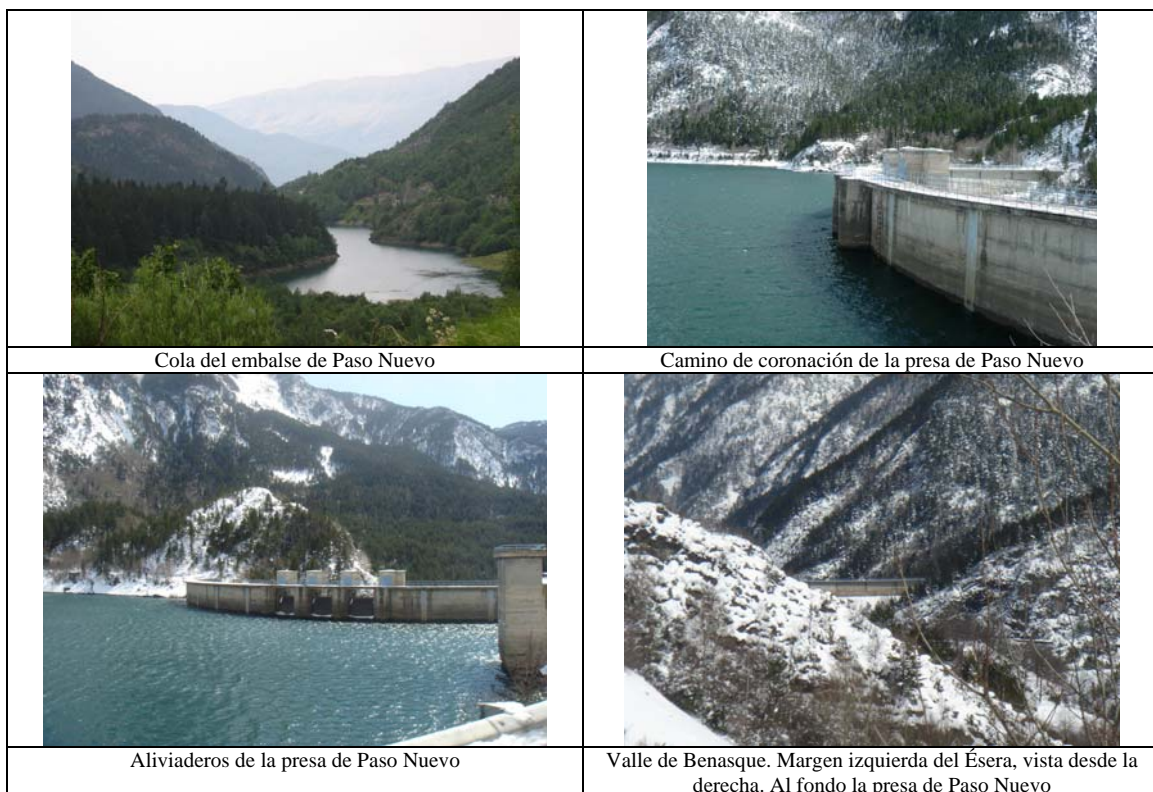 Cola del embalse de Paso Nuevo
Camino de coronación de la presa de Paso Nuevo
Aliviaderos de la presa de Paso Nuevo
Valle de Benasque. Margen izquierda del Ésera, vista desde la
derecha. Al fondo la presa de Paso Nuevo